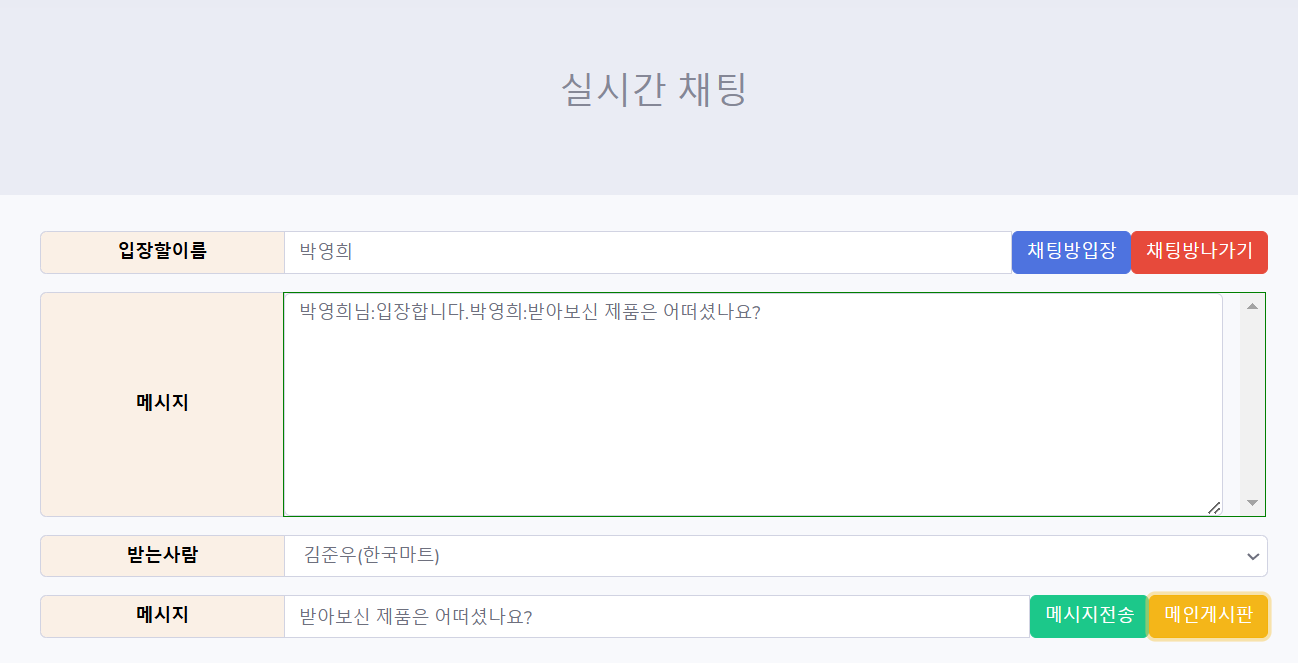 실시간 채팅
입장할이름 박영희 채팅방입장 채팅방나가기
메시지 박영희님:입장합니다.박영희:받아보신 제품은 어떠셨나요?
받는사람 김준우(한국마트)
메시지 받아보신 제품은 어떠셨나요? 메시지전송 메인게시판